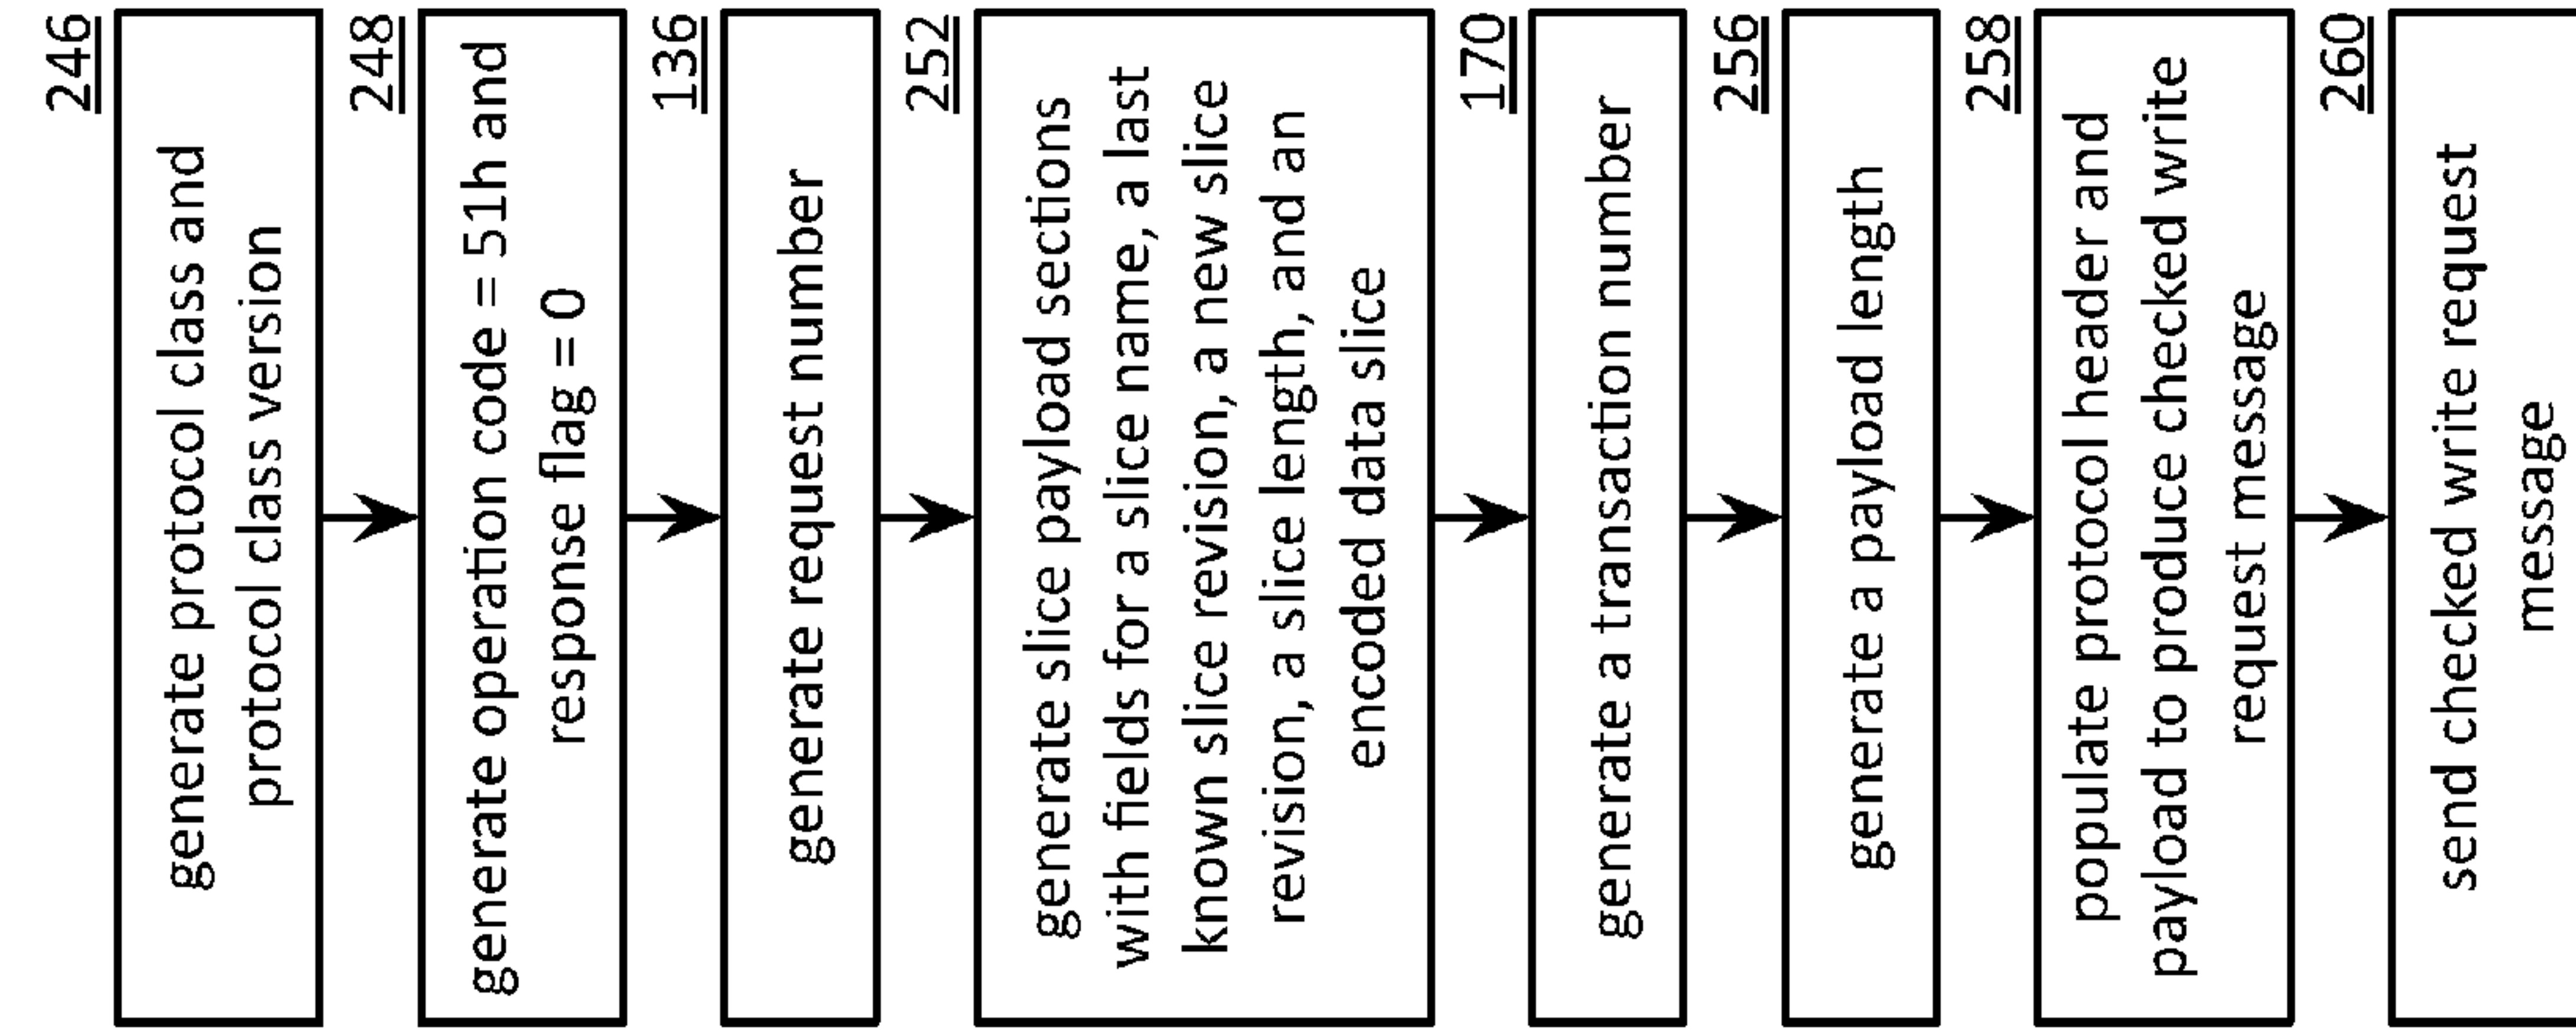 246
generate protocol class and
protocol class version
248
generate operation code = 51h and
response flag = 0
136
generate request number
252
generate slice payload sections
with fields for a slice name, a last
known slice revision, a new slice
revision, a slice length, and an
encoded data slice
170
generate a transaction number
256
generate a payload length
258
populate protocol header and
payload to produce checked write
request message
260
send checked write request
message